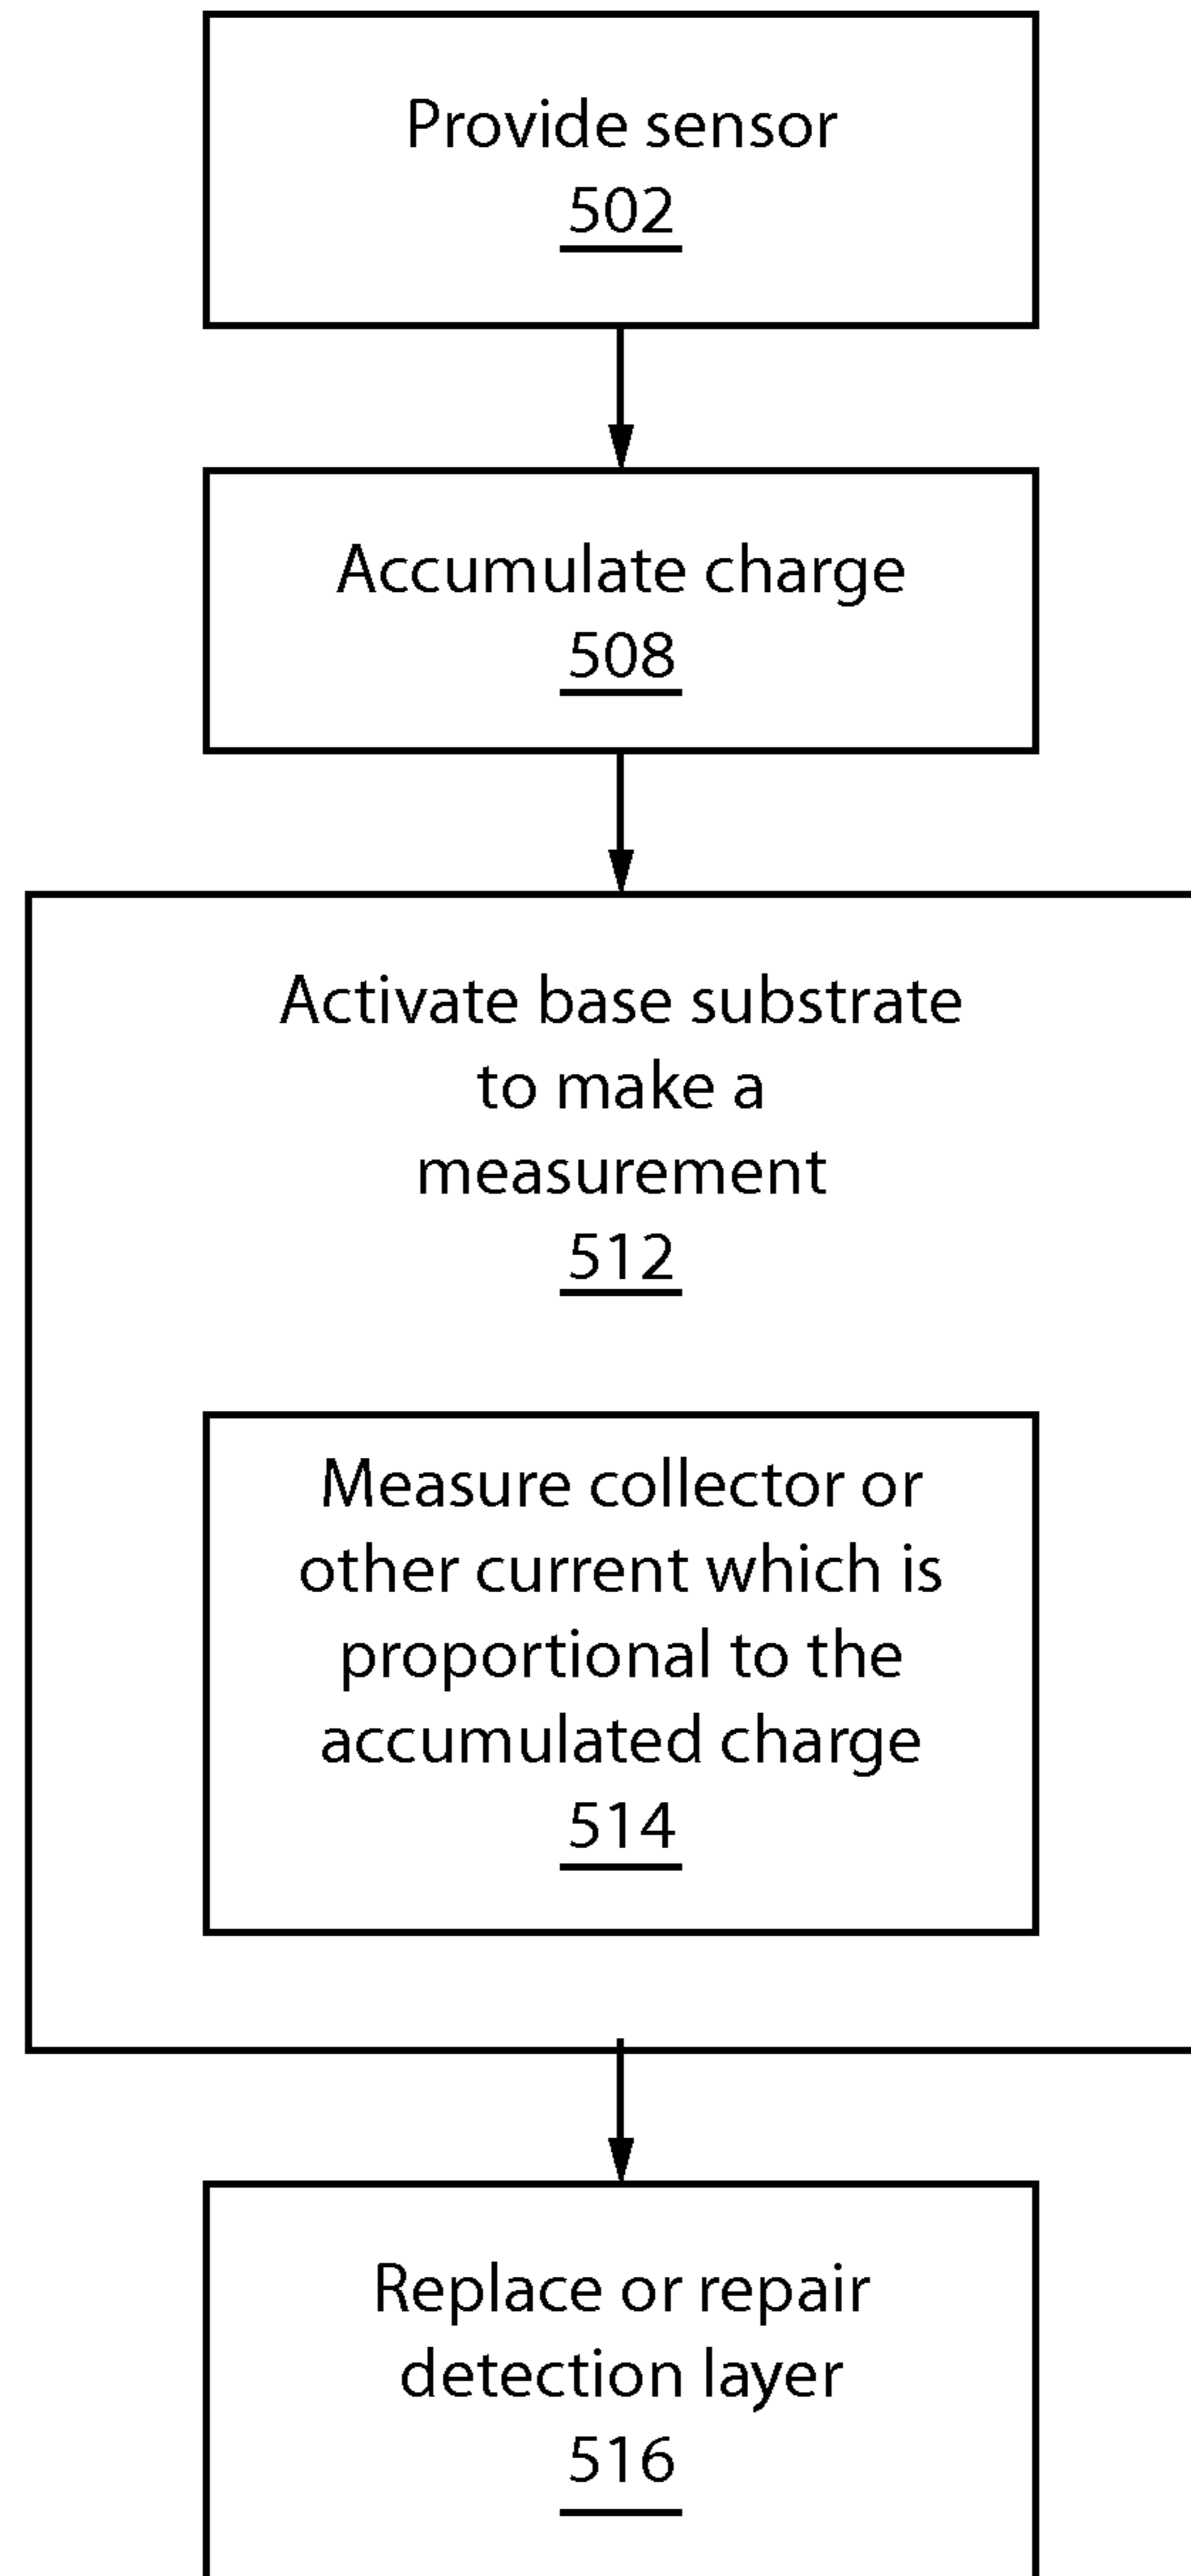 Provide sensor
502
Accumulate charge
508
Activate base substrate
to make a
measurement
512
Measure collector or
other current which is
proportional to the
accumulated charge
514
Replace or repair
detection layer
516